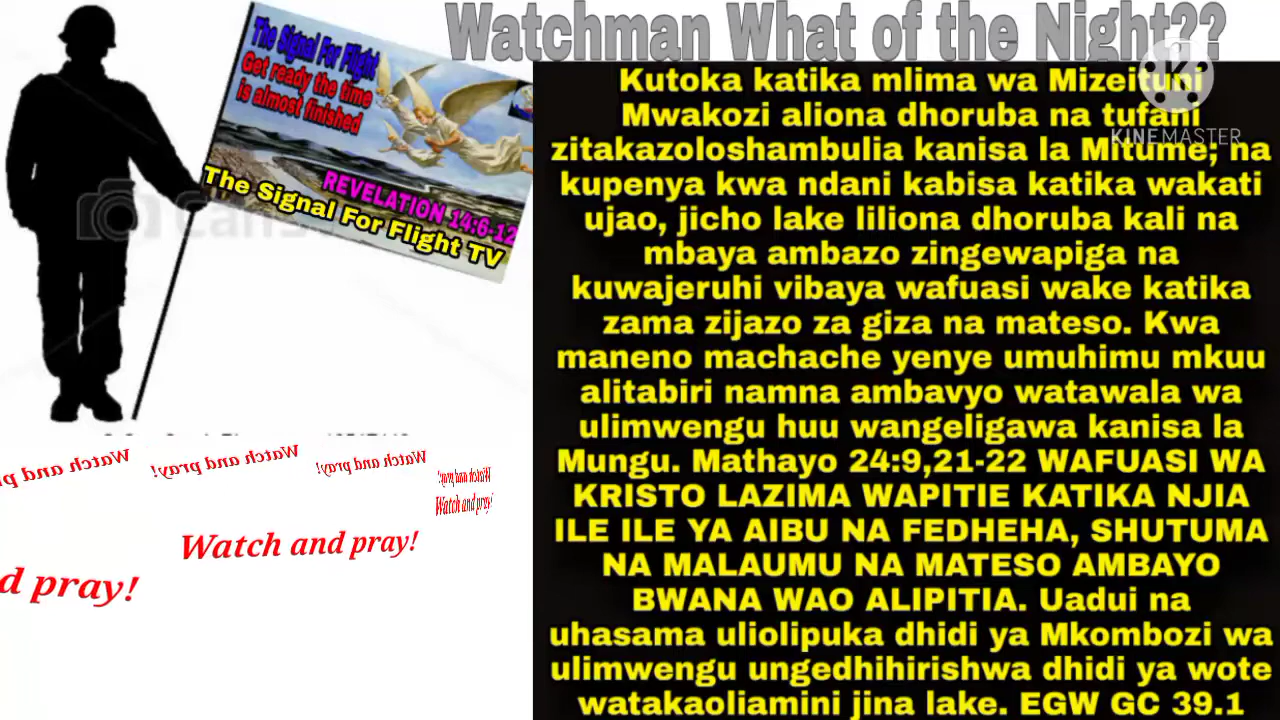 Watchman What of the Night??
The Signal For Flight
Get ready the time
is almost finished
REVELATION 14:6-12
The Signal For Flight TV
KINEMASTER
Kutoka katika mlima wa Mizeituni
Mwakozi aliona dhoruba na tufani
zitakazoloshambulia kanisa la Mitume; na
kupenya kwa ndani kabisa katika wakati
ujao, jicho lake liliona dhoruba kali na
mbaya ambazo zingewapiga na
kuwajeruhi vibaya wafuasi wake katika
zama zijazo za giza na mateso. Kwa
maneno machache yenye umuhimu mkuu
alitabiri namna ambavyo watawala wa
ulimwengu huu wangeligawa kanisa la
Mungu. Mathayo 24:9,21-22 WAFUASI WA
KRISTO LAZIMA WAPITIE KATIKA NJIA
ILE ILE YA AIBU NA FEDHEHA, SHUTUMA
NA MALAUMU NA MATESO AMBAYO
BWANA WAO ALIPITIA. Uadui na
uhasama uliolipuka dhidi ya Mkombozi wa
ulimwengu ungedhihirishwa dhidi ya wote
watakaoliamini jina lake. EGW GC 39.1
Watch and p
Watch and pray!
Watch and pray!
Watch and pray!
Watch and pray!
Watch and pray!
d pray!